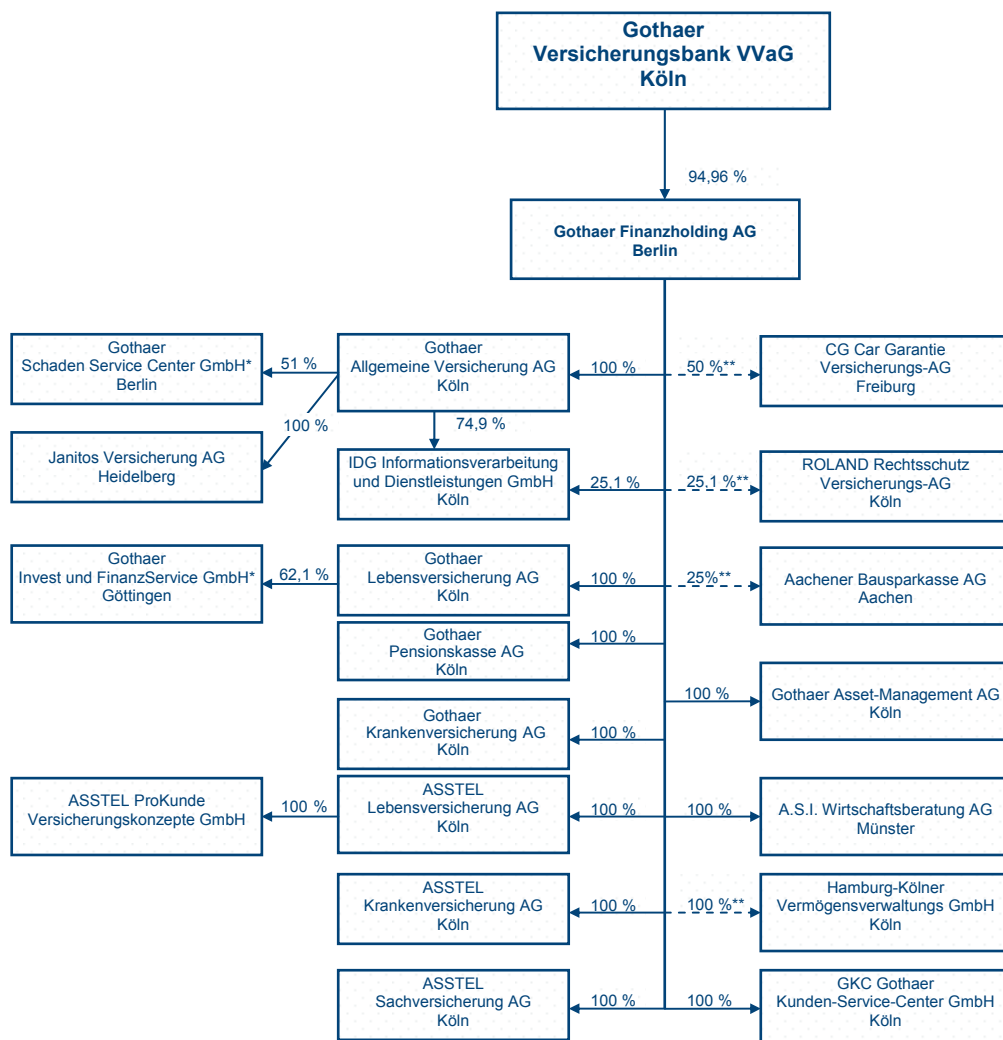 Gothaer
Versicherungsbank VVaG
Köln
94,96 %
Gothaer Finanzholding AG
Berlin
Gothaer
Schaden Service Center GmbH*
Berlin
51 %
Gothaer
Allgemeine Versicherung AG
Köln
100 %
50 %**
CG Car Garantie
Versicherungs-AG
Freiburg
100 %
74,9 %
Janitos Versicherung AG
Heidelberg
IDG Informationsverarbeitung
und Dienstleistungen GmbH
Köln
25,1 %
25,1 %**
ROLAND Rechtsschutz
Versicherungs-AG
Köln
Gothaer
Invest und FinanzService GmbH*
Göttingen
62,1 %
Gothaer
Lebensversicherung AG
Köln
100 %
25%**
Aachener Bausparkasse AG
Aachen
Gothaer
Pensionskasse AG
Köln
100 %
100 %
Gothaer Asset-Management AG
Köln
Gothaer
Krankenversicherung AG
Köln
100 %
ASSTEL ProKunde
Versicherungskonzepte GmbH
100 %
ASSTEL
Lebensversicherung AG
Köln
100 %
100 %
A.S.I. Wirtschaftsberatung AG
Münster
ASSTEL
Krankenversicherung AG
Köln
100 %
100 %**
Hamburg-Kölner
Vermögensverwaltungs GmbH
Köln
ASSTEL
Sachversicherung AG
Köln
100 %
100 %
GKC Gothaer
Kunden-Service-Center GmbH
Köln